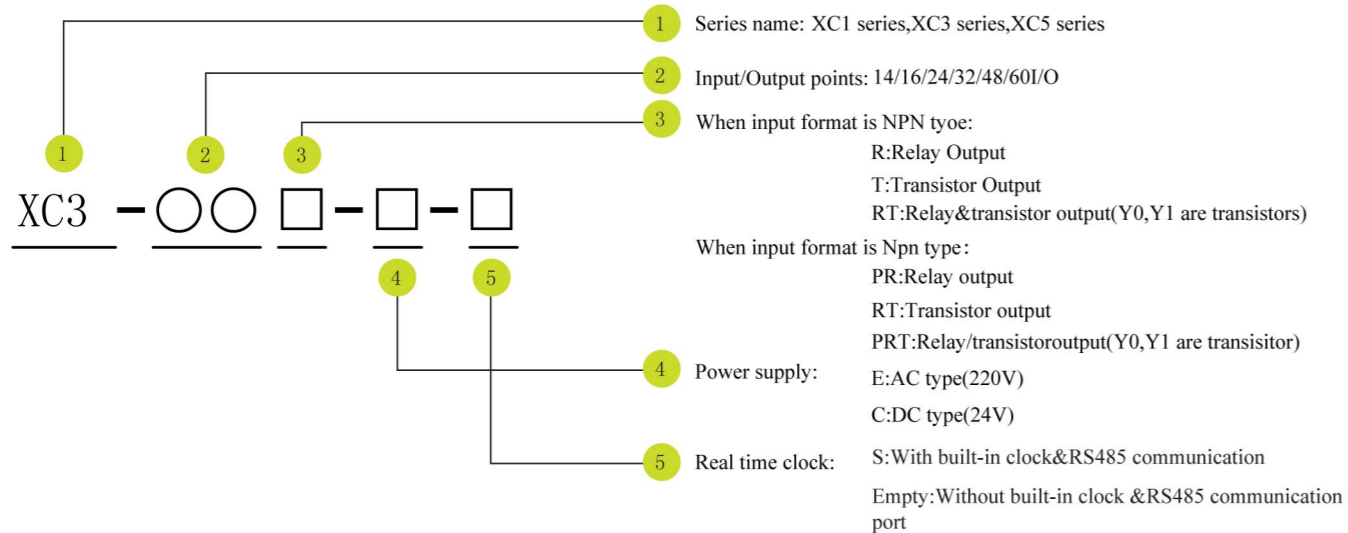 1 Series name: XC1 series,XC3 series,XC5 series
2 Input/Output points: 14/16/24/32/48/60I/O
3 When input format is NPN tyoe:
R:Relay Output
T:Transistor Output
RT:Relay&transistor output(Y0,Y1 are transistors)
When input format is Npn type:
PR:Relay output
RT:Transistor output
PRT:Relay/transistoroutput(Y0,Y1 are transisitor)
4 Power supply: E:AC type(220V)
C:DC type(24V)
5 Real time clock: S:With built-in clock&RS485 communication
Empty:Without built-in clock &RS485 communication
port
1 2 3
XC3 -○○□-□-□
4 5